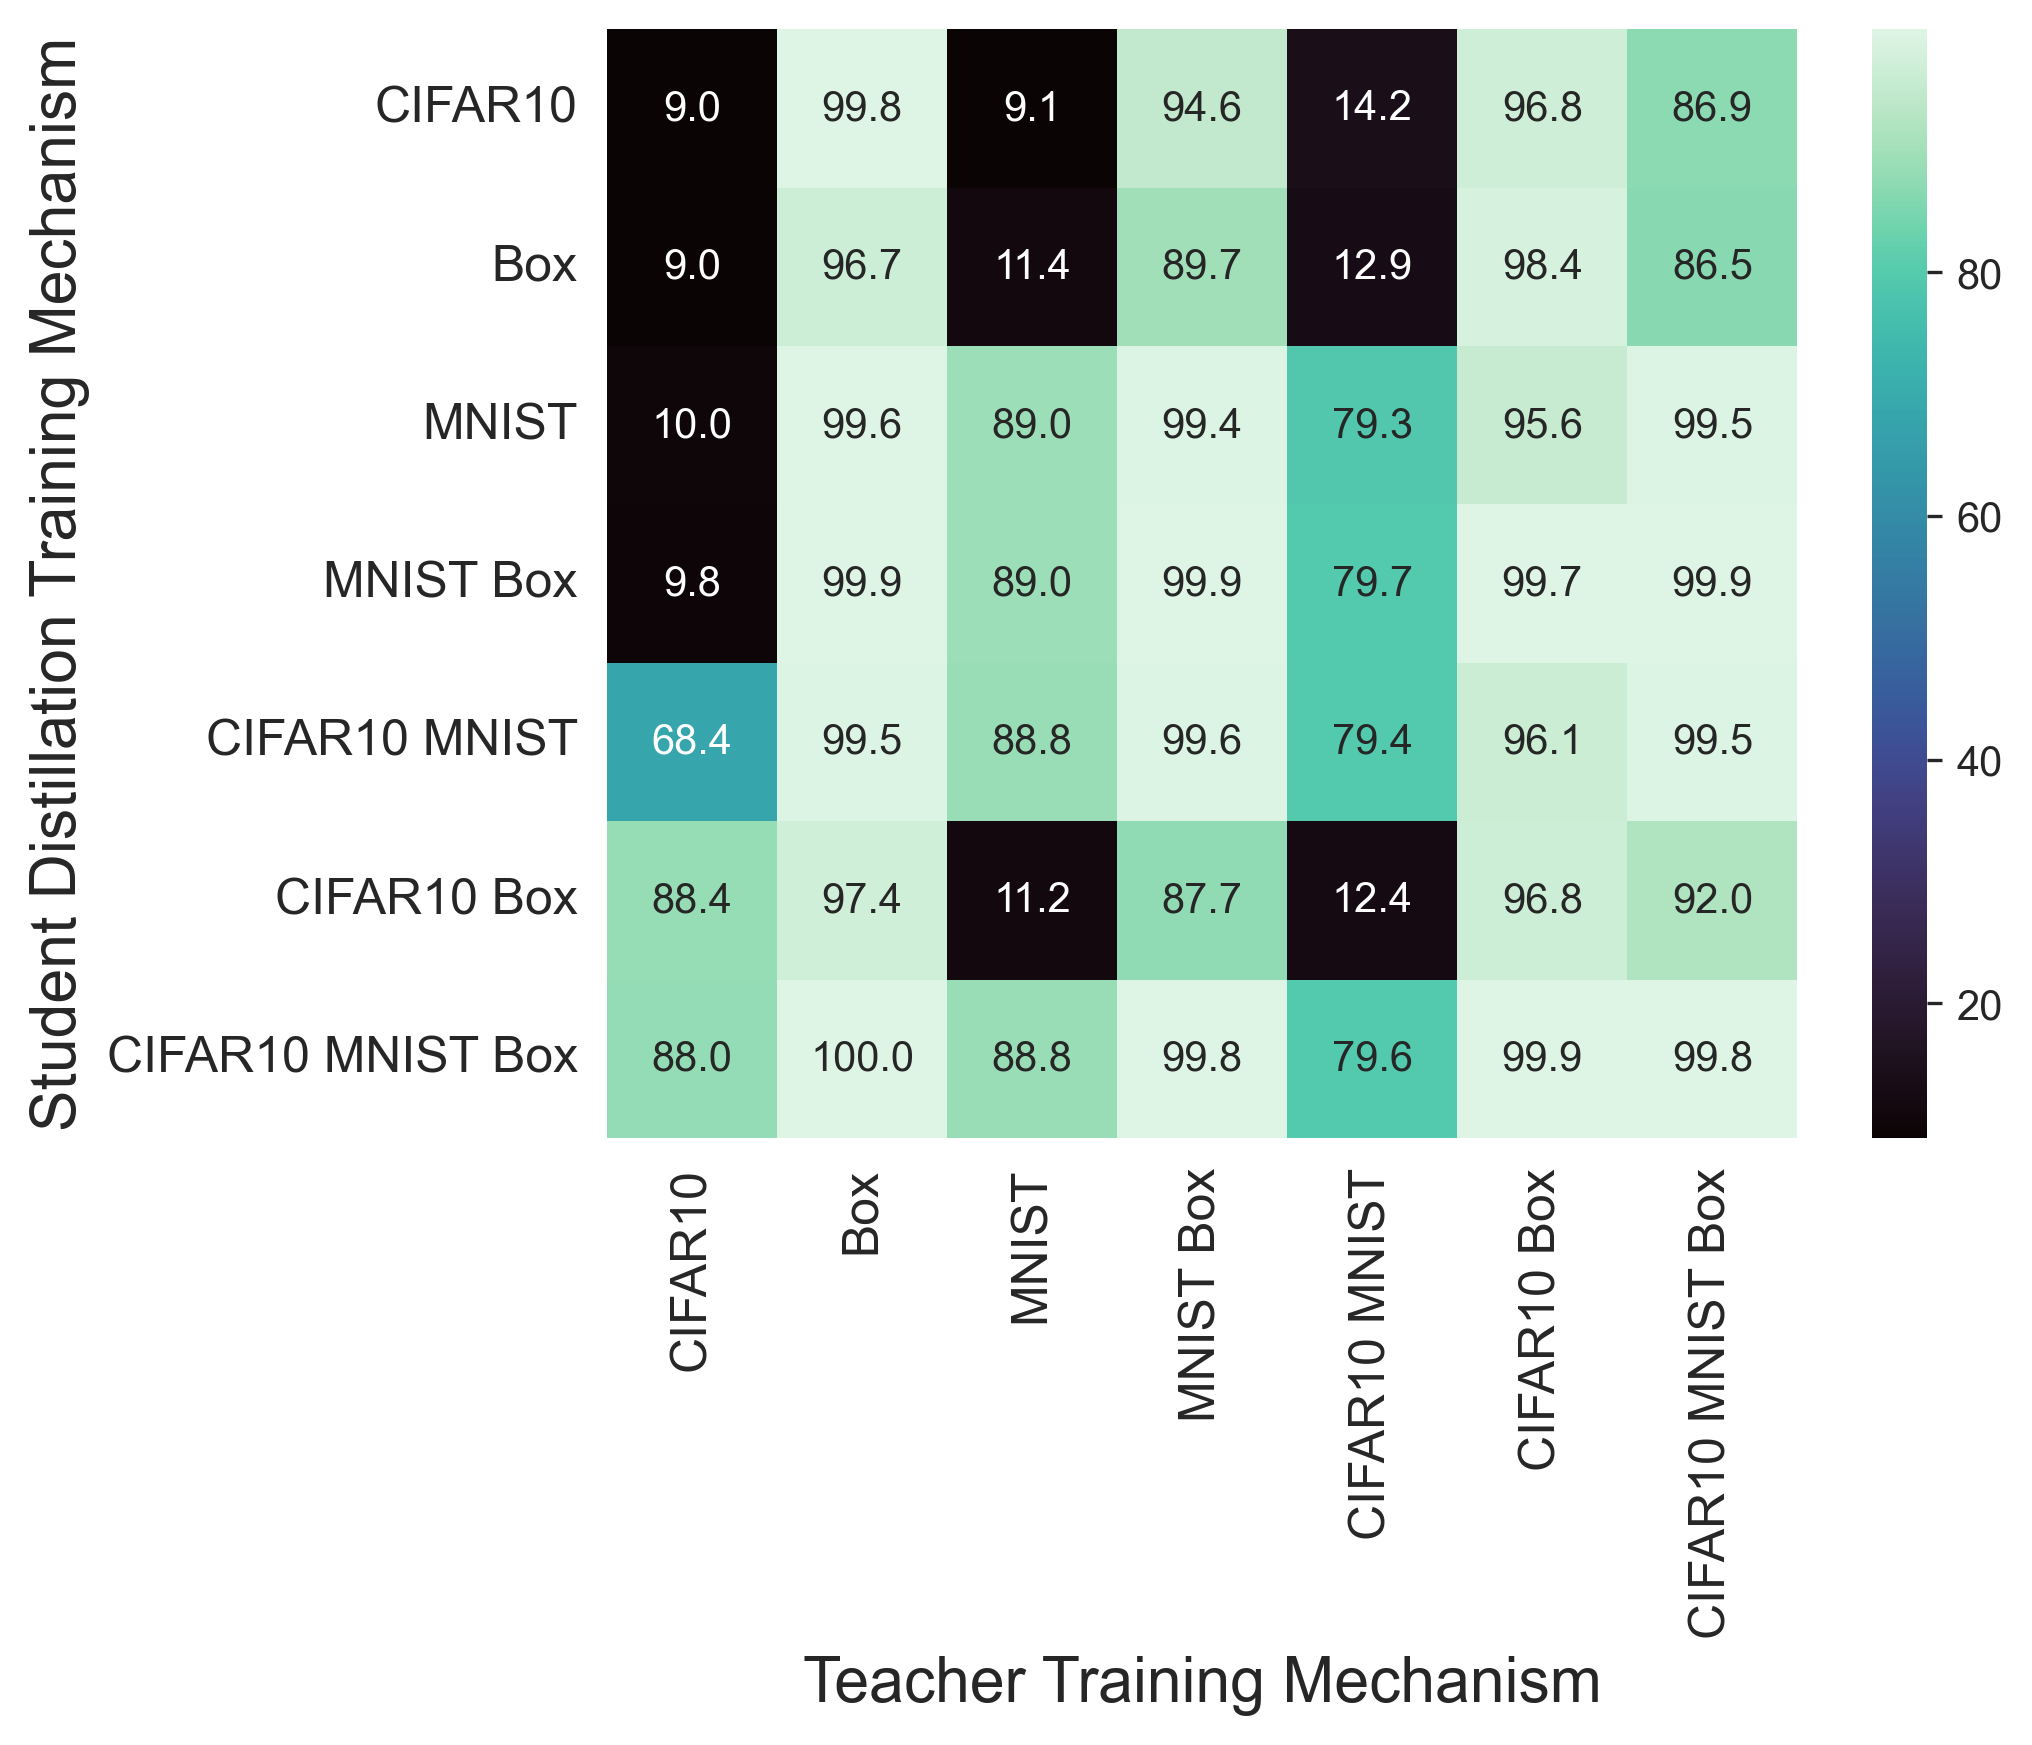 Student Distillation Training Mechanism
CIFAR10 9.0 99.8 9.1 94.6 14.2 96.8 86.9
Box 9.0 96.7 11.4 89.7 12.9 98.4 86.5
MNIST 10.0 99.6 89.0 99.4 79.3 95.6 99.5
MNIST Box 9.8 99.9 89.0 99.9 79.7 99.7 99.9
CIFAR10 MNIST 68.4 99.5 88.8 99.6 79.4 96.1 99.5
CIFAR10 Box 88.4 97.4 11.2 87.7 12.4 96.8 92.0
CIFAR10 MNIST Box 88.0 100.0 88.8 99.8 79.6 99.9 99.8
CIFAR10
Box
MNIST
MNIST Box
CIFAR10 MNIST
CIFAR10 Box
CIFAR10 MNIST Box
Teacher Training Mechanism
80
60
40
20